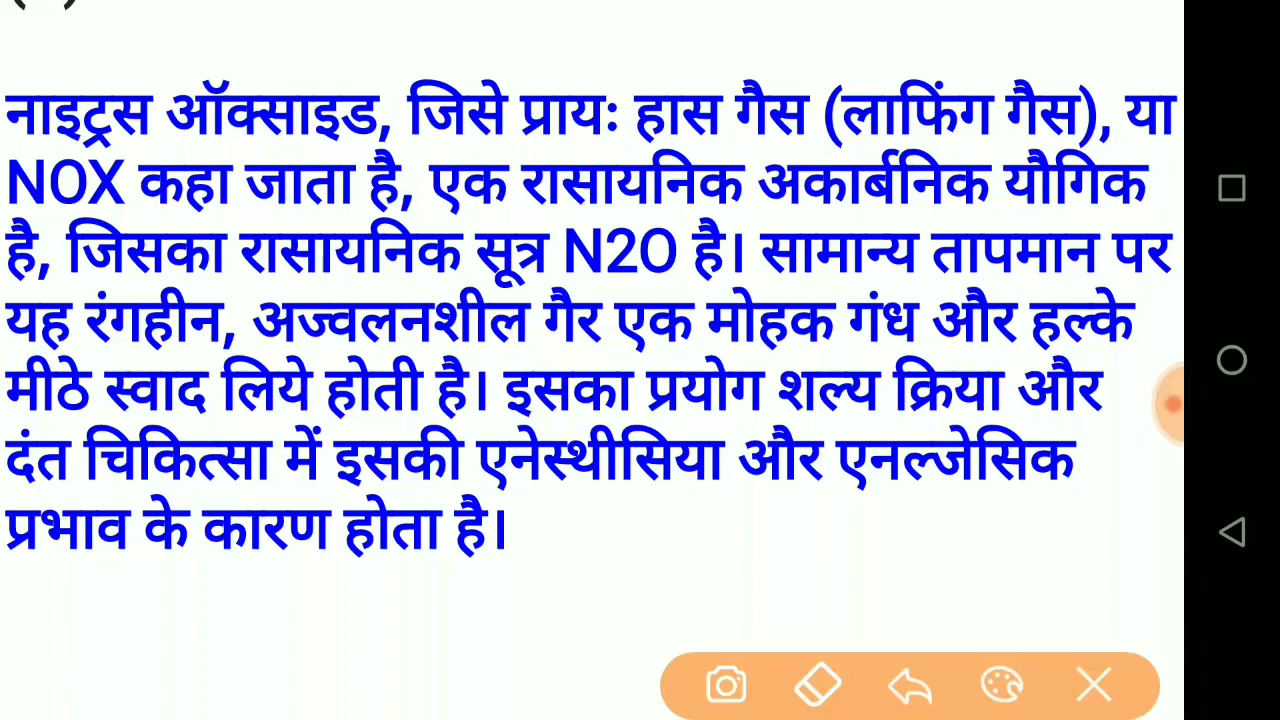 नाइट्रस ऑक्साइड, जिसे प्रायः हास गैस (लाफिंग गैस), या
NOX कहा जाता है, एक रासायनिक अकार्बनिक यौगिक
है, जिसका रासायनिक सूत्र N2O है। सामान्य तापमान पर
यह रंगहीन, अज्वलनशील गैर एक मोहक गंध और हल्के
मीठे स्वाद लिये होती है। इसका प्रयोग शल्य क्रिया और
दंत चिकित्सा में इसकी एनेस्थीसिया और एनल्जेसिक
प्रभाव के कारण होता है।